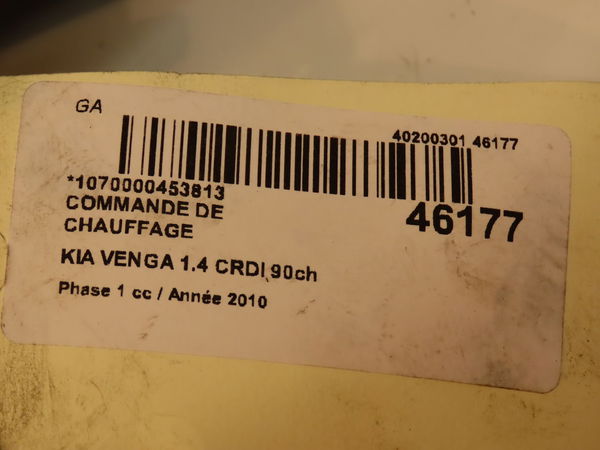 GA
40200301 46177
*1070000453813
46177
COMMANDE DE
CHAUFFAGE
KIA VENGA 1.4 CRDI 90ch
Phase 1 cc / Année 2010